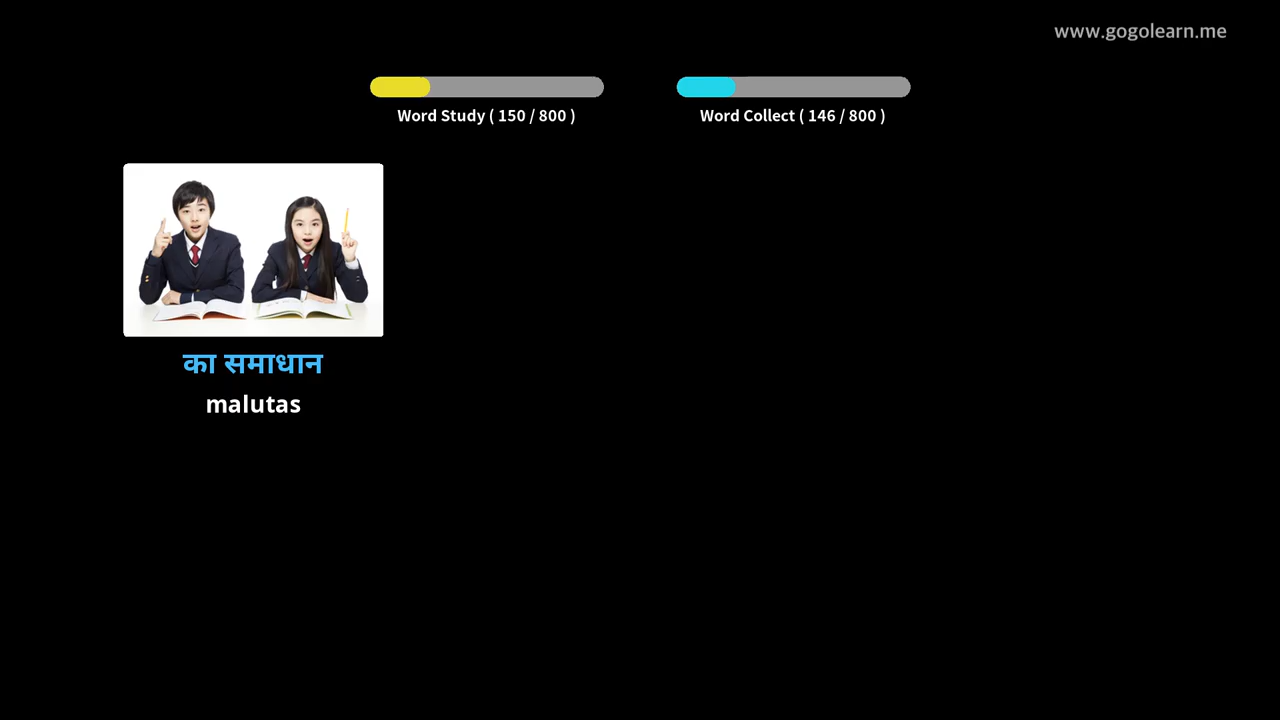 www.gogolearn.me
Word Study ( 150 / 800 )
Word Collect ( 146 / 800 )
का समाधान
malutas